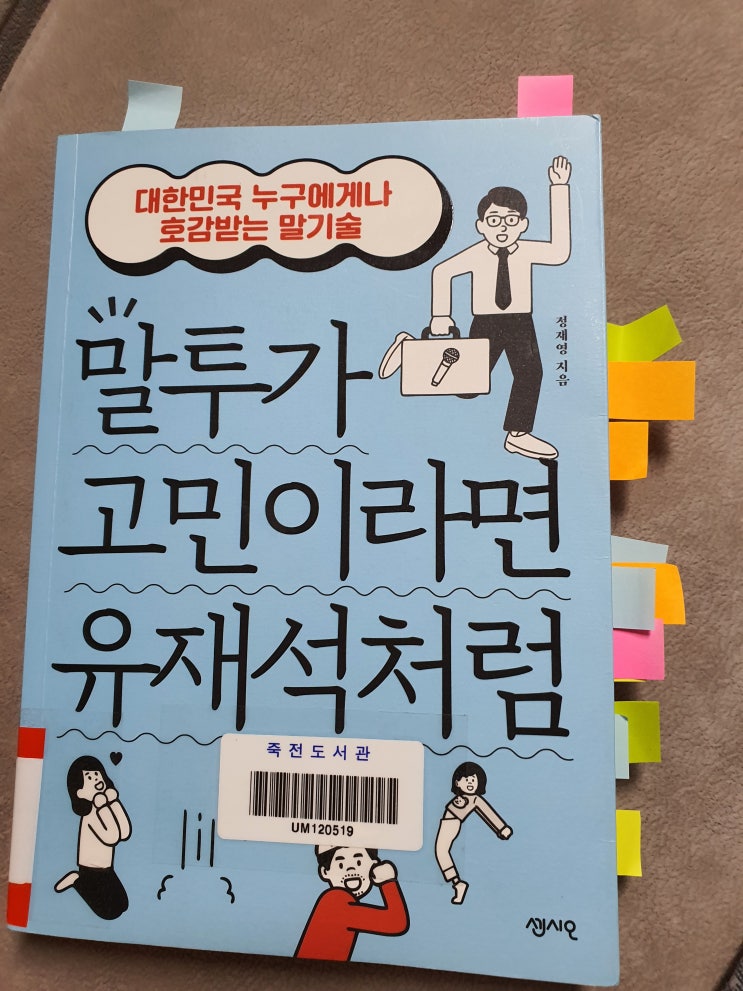 대한민국 누구에게나
호감받는 말기술
정재영 지음
말투가
고민이라면
유재석처럼
죽전도서관
UM120519
센시오